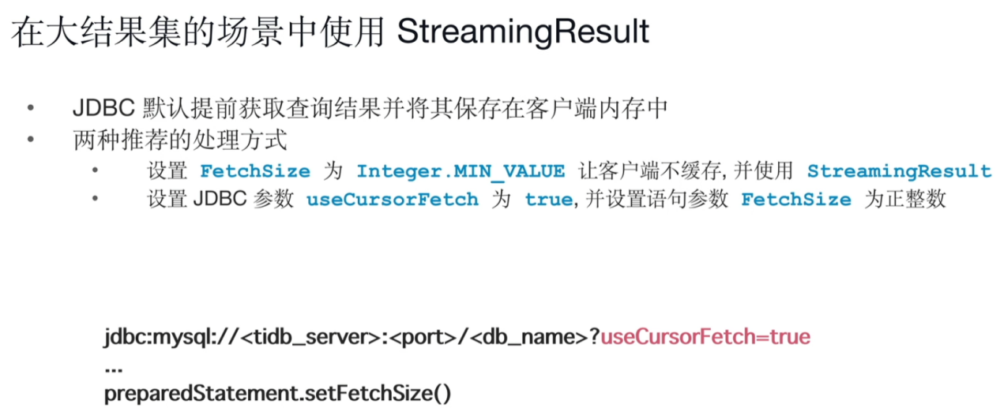 在大结果集的场景中使用 StreamingResult
• JDBC 默认提前获取查询结果并将其保存在客户端内存中
• 两种推荐的处理方式
• 设置 FetchSize 为 Integer.MIN_VALUE 让客户端不缓存, 并使用 StreamingResult
• 设置 JDBC 参数 useCursorFetch 为 true, 并设置语句参数 FetchSize 为正整数
jdbc:mysql://<tidb_server>:<port>/<db_name>?useCursorFetch=true
...
preparedStatement.setFetchSize()